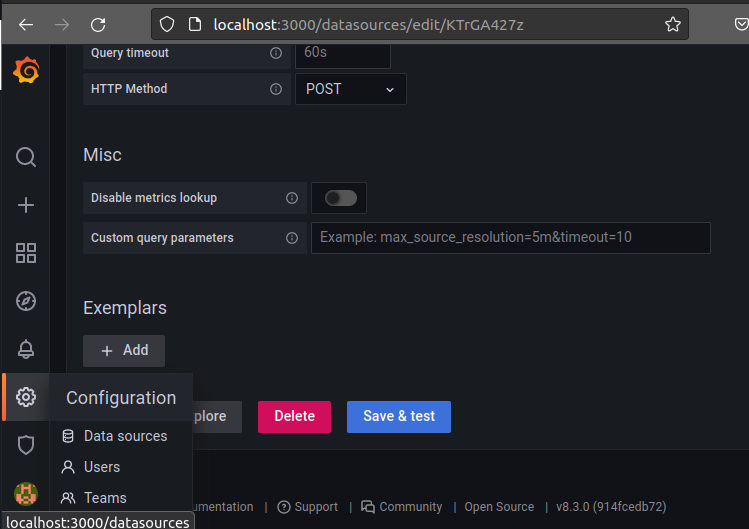 localhost:3000/datasources/edit/KTrGA427z
Query timeout 60s
HTTP Method POST
Misc
Disable metrics lookup
Custom query parameters Example: max_source_resolution=5m&timeout=10
Exemplars
+ Add
Configuration
plore Delete Save & test
Data sources
Users
Teams
umentation | Support | Community | Open Source | v8.3.0 (914fcedb72)
localhost:3000/datasources